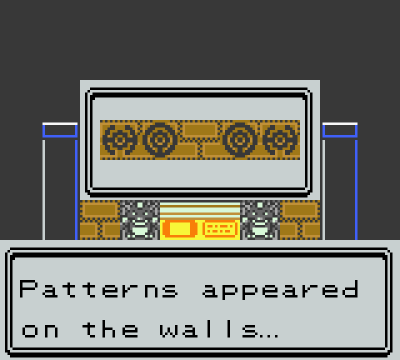 Patterns appeared
on the walls…